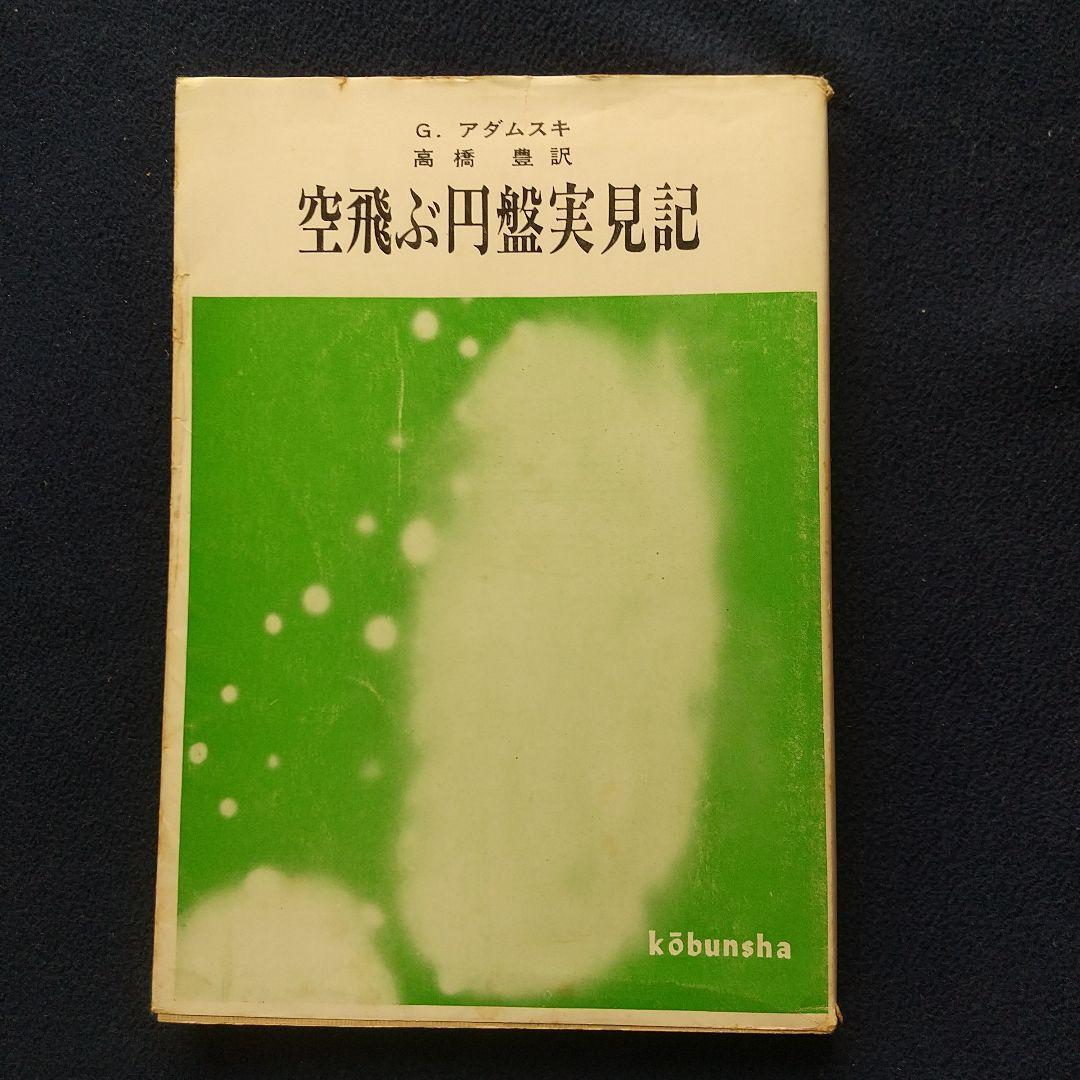 G. アダムスキ
高橋 豊訳
空飛ぶ円盤実見記
kōbunsha